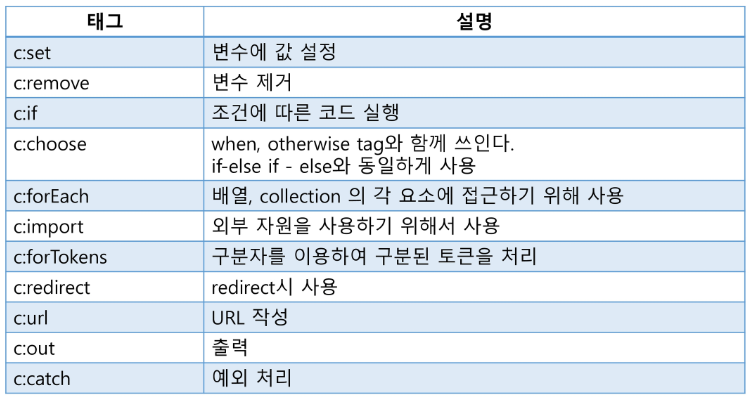 태그 설명
c:set 변수에 값 설정
c:remove 변수 제거
c:if 조건에 따른 코드 실행
c:choose when, otherwise tag와 함께 쓰인다.
if-else if - else와 동일하게 사용
c:forEach 배열, collection 의 각 요소에 접근하기 위해 사용
c:import 외부 자원을 사용하기 위해서 사용
c:forTokens 구분자를 이용하여 구분된 토큰을 처리
c:redirect redirect시 사용
c:url URL 작성
c:out 출력
c:catch 예외 처리